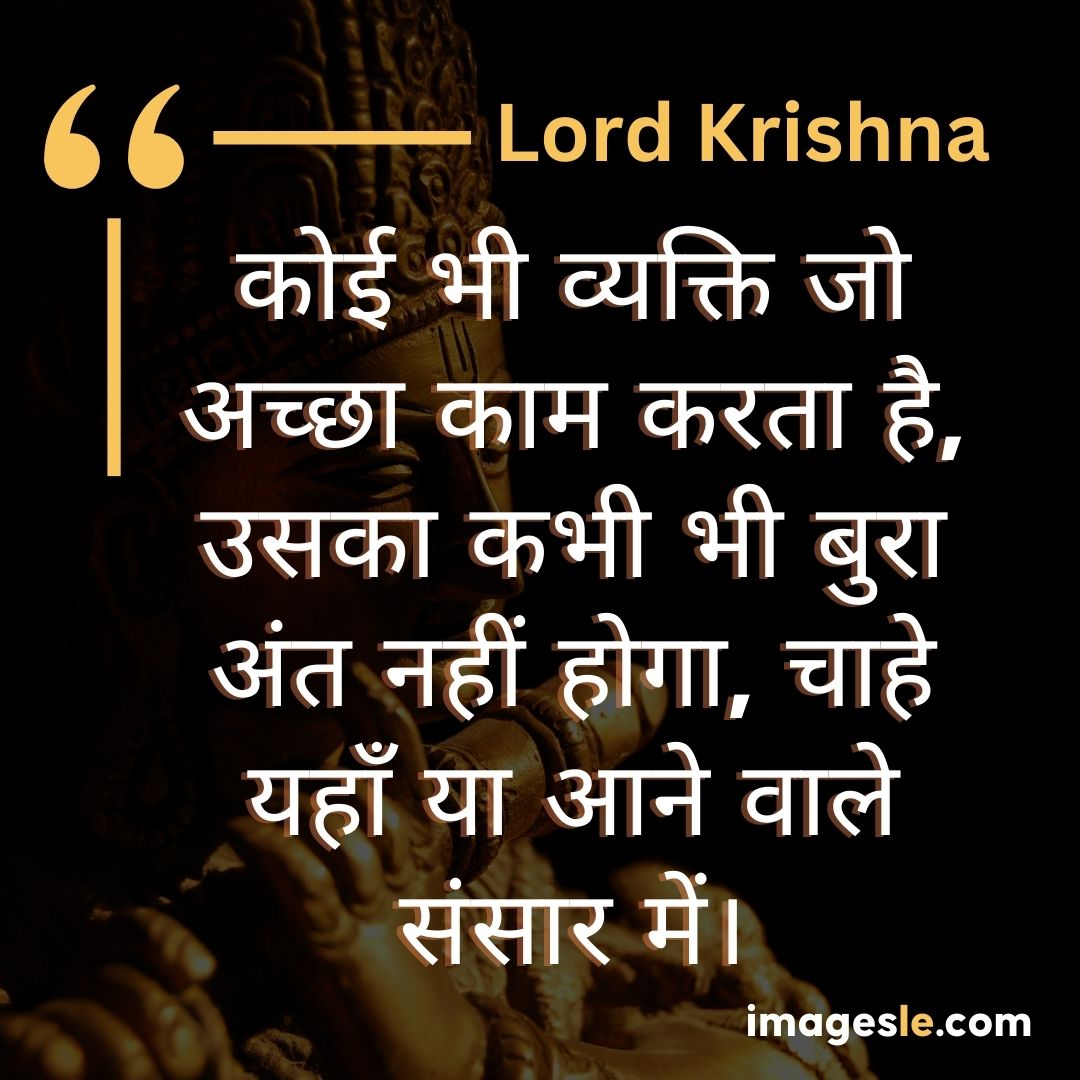 Lord Krishna
कोई भी व्यक्ति जो
अच्छा काम करता है,
उसका कभी भी बुरा
अंत नहीं होगा, चाहे
यहाँ या आने वाले
संसार में।
imagesle.com